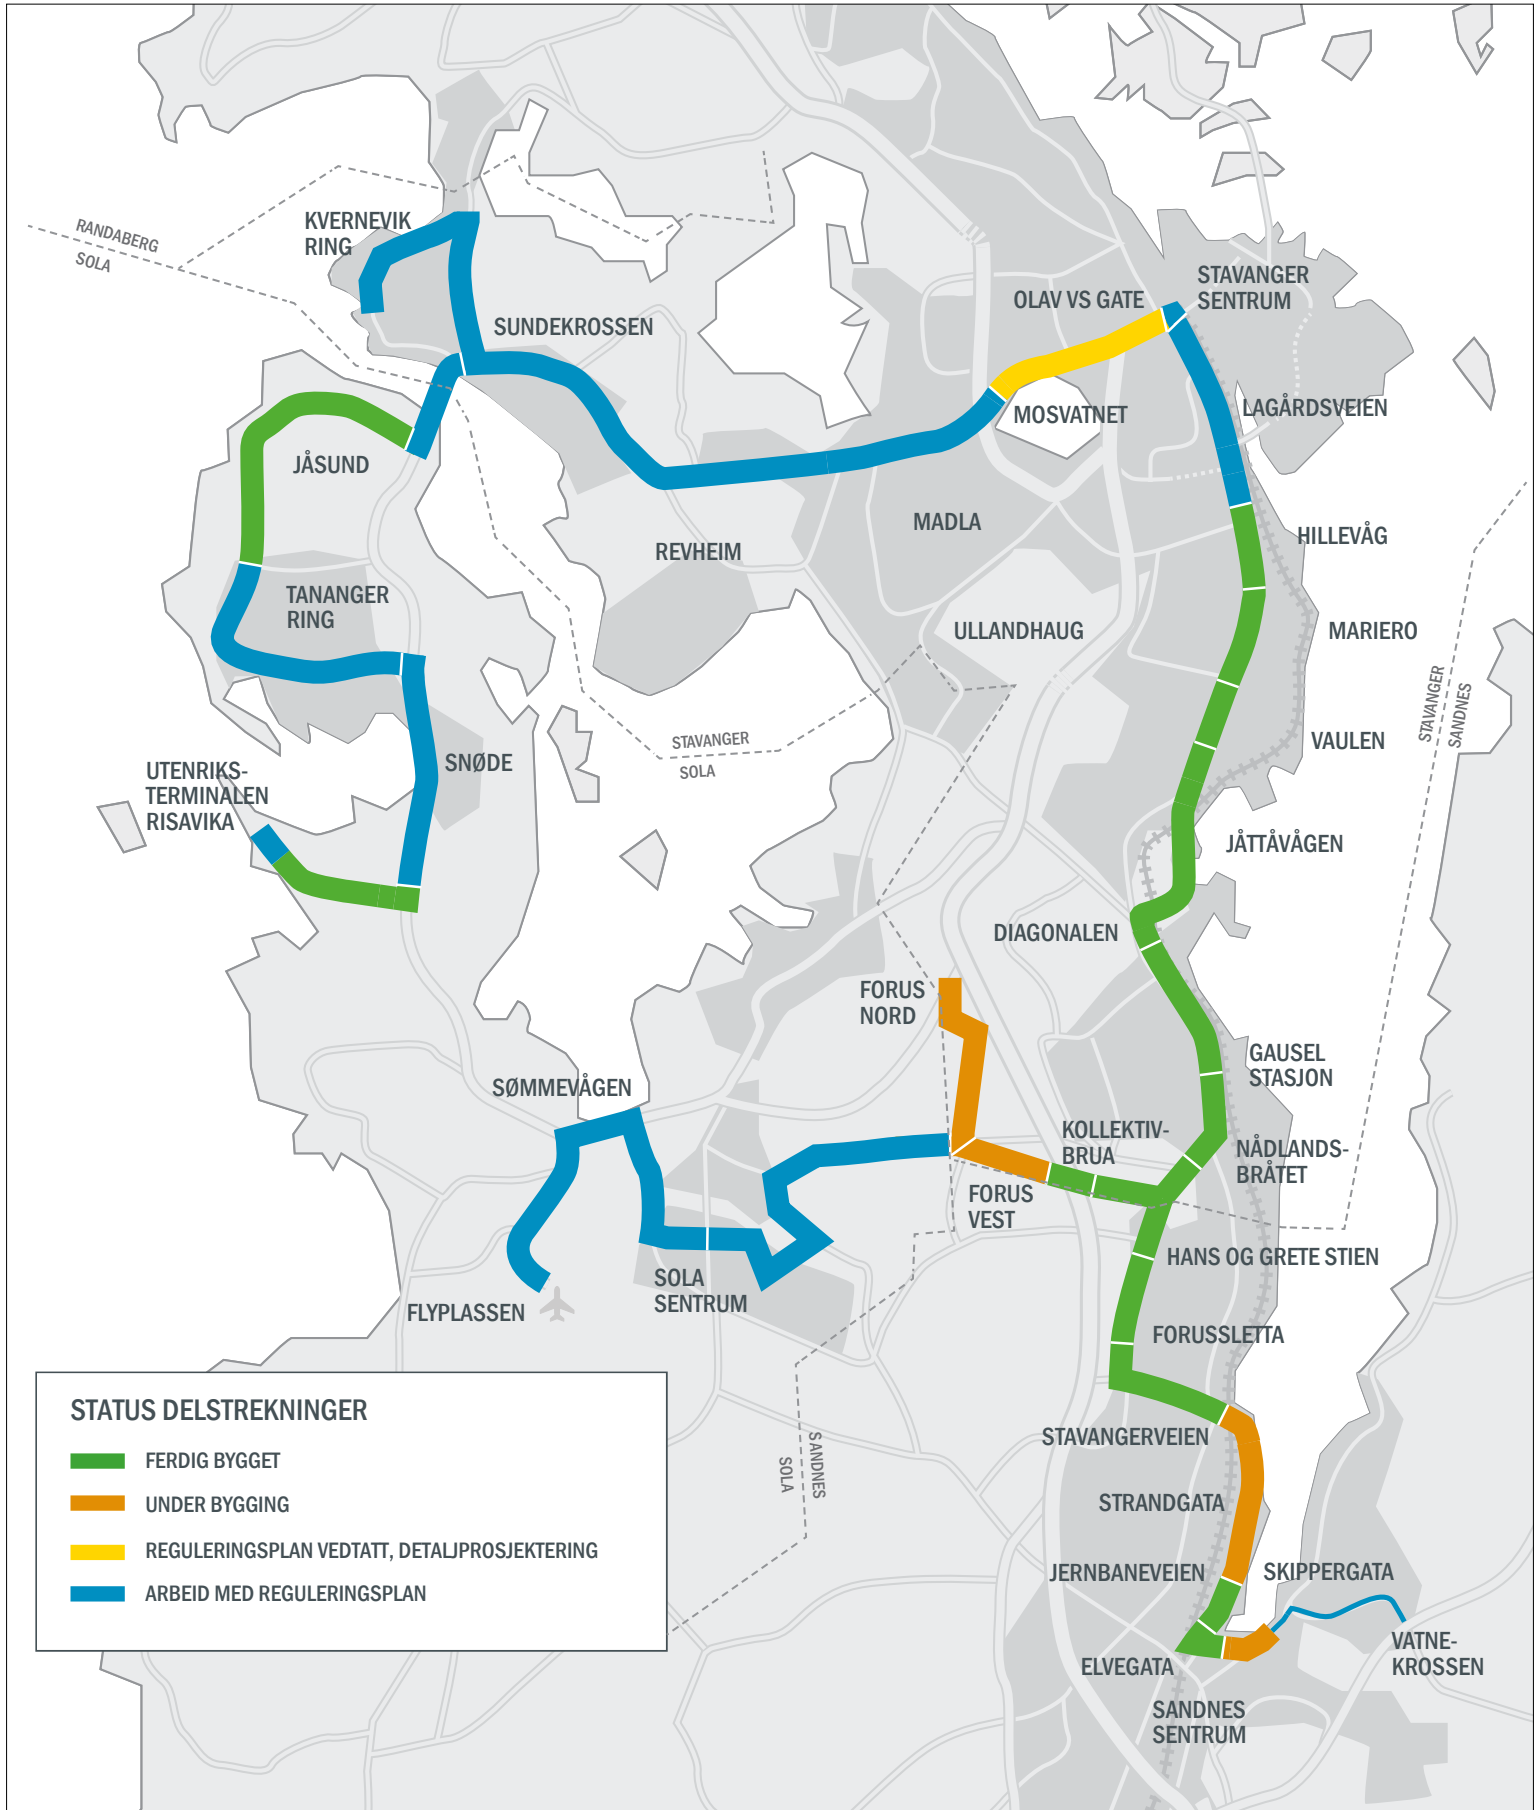 RANDABERG
SOLA
KVERNEVIK
RING
SUNDEKROSSEN
OLAV VS GATE
STAVANGER
SENTRUM
MOSVATNET
LAGÅRDSVEIEN
JÅSUND
MADLA
HILLEVÅG
REVHEIM
TANANGER
RING
ULLANDHAUG
MARIERO
STAVANGER
SANDNES
STAVANGER
SOLA
VAULEN
SNØDE
UTENRIKS-
TERMINALEN
RISAVIKA
JÅTTÅVÅGEN
DIAGONALEN
FORUS
NORD
GAUSEL
STASJON
SØMMEVÅGEN
KOLLEKTIV-
BRUA
NÅDLANDS-
BRÅTET
FORUS
VEST
HANS OG GRETE STIEN
SOLA
SENTRUM
FLYPLASSEN
FORUSSLETTA
STATUS DELSTREKNINGER
FERDIG BYGGET
UNDER BYGGING
REGULERINGSPLAN VEDTATT, DETALJPROSJEKTERING
ARBEID MED REGULERINGSPLAN
SOLA
SANDNES
STAVANGERVEIEN
STRANDGATA
JERNBANEVEIEN
SKIPPERGATA
VATNE-
KROSSEN
ELVEGATA
SANDNES
SENTRUM